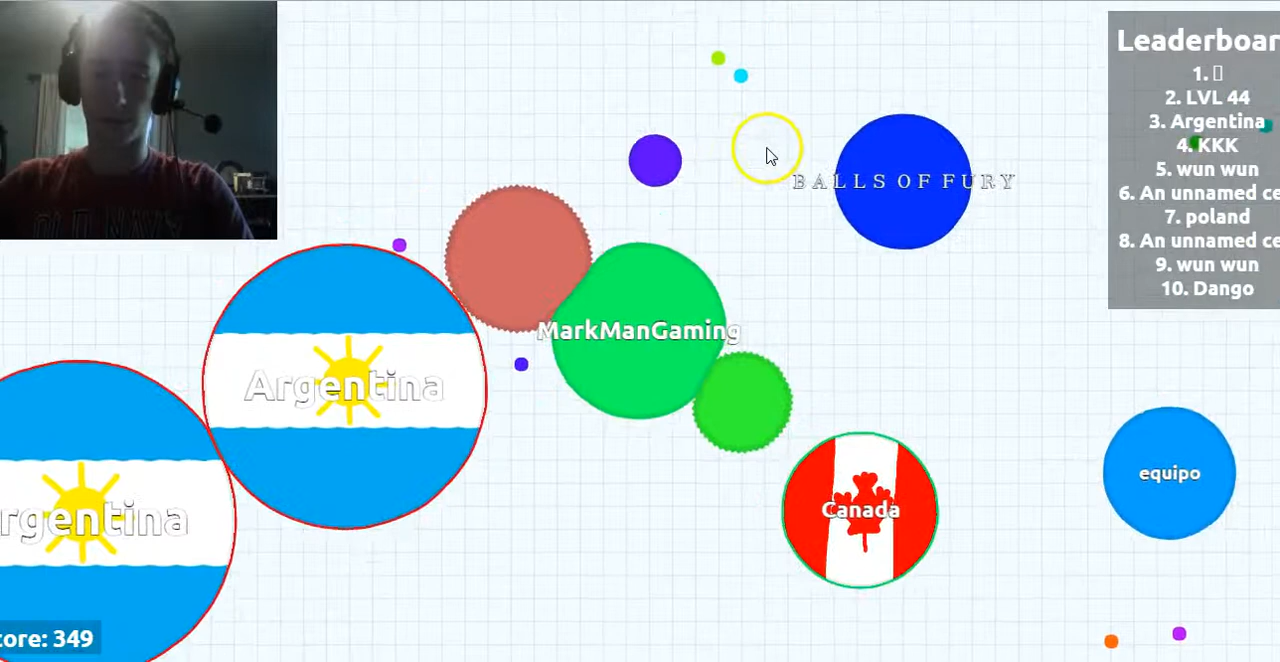 Leaderboar
1.
2. LVL 44
3. Argentina
4. KKK
5. wun wun
6. An unnamed ce
7. poland
8. An unnamed ce
9. wun wun
10. Dango
BALLS OF FURY
MarkManGaming
Argentina
rgentina
Canada
equipo
core: 349